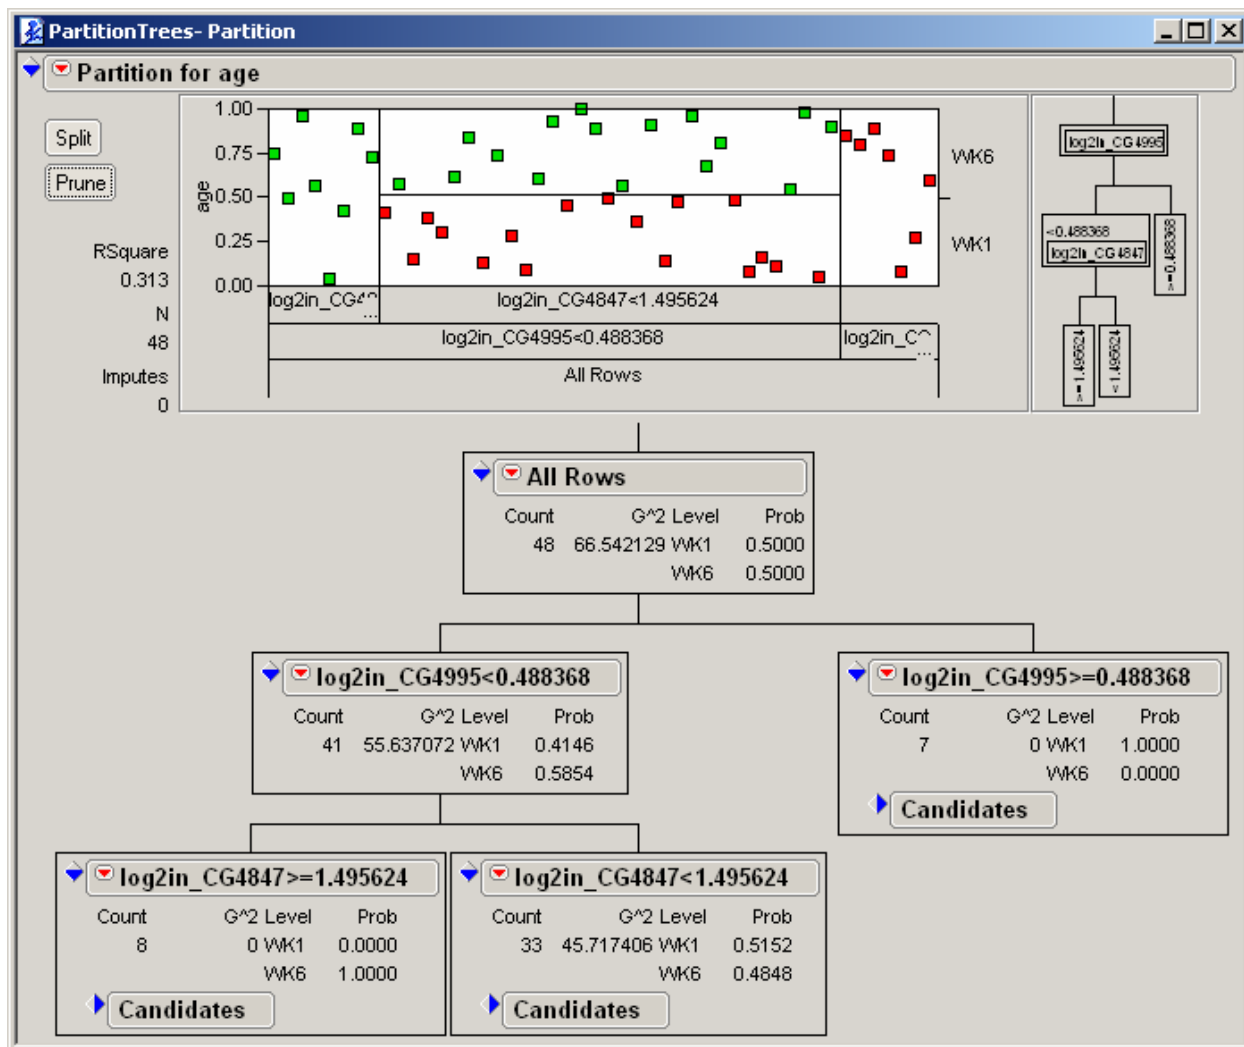 PartitionTrees- Partition
Partition for age
Split
Prune
RSquare
0.313
N
48
Imputes
0
age
1.00
0.75
0.50
0.25
0.00
WK6
WK1
log2in_CG4^...
log2in_CG4847<1.495624
log2in_CG4995<0.488368
log2in_C^...
All Rows
log2in_CG4995
<0.488368
log2in_CG4847
>=0.488368
>=1.495624
<1.495624
All Rows
Count G^2 Level Prob
48 66.542129 WK1 0.5000
WK6 0.5000
log2in_CG4995<0.488368
Count G^2 Level Prob
41 55.637072 WK1 0.4146
WK6 0.5854
log2in_CG4995>=0.488368
Count G^2 Level Prob
7 0 WK1 1.0000
WK6 0.0000
Candidates
log2in_CG4847>=1.495624
Count G^2 Level Prob
8 0 WK1 0.0000
WK6 1.0000
Candidates
log2in_CG4847<1.495624
Count G^2 Level Prob
33 45.717406 WK1 0.5152
WK6 0.4848
Candidates